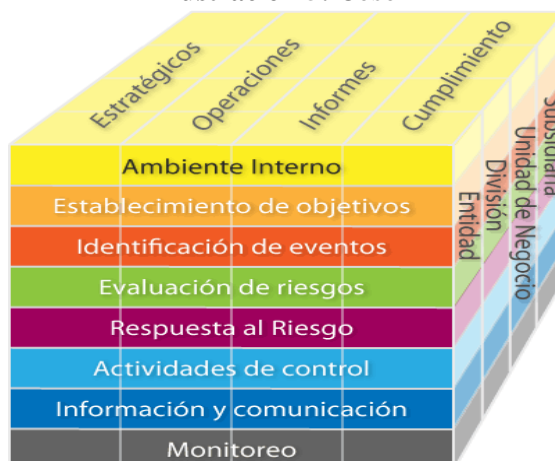 Estratégicos
Operaciones
Informes
Cumplimiento
Ambiente Interno
Establecimiento de objetivos
Identificación de eventos
Evaluación de riesgos
Respuesta al Riesgo
Actividades de control
Información y comunicación
Monitoreo
Entidad
División
Unidad de Negocio
Subsidiaria